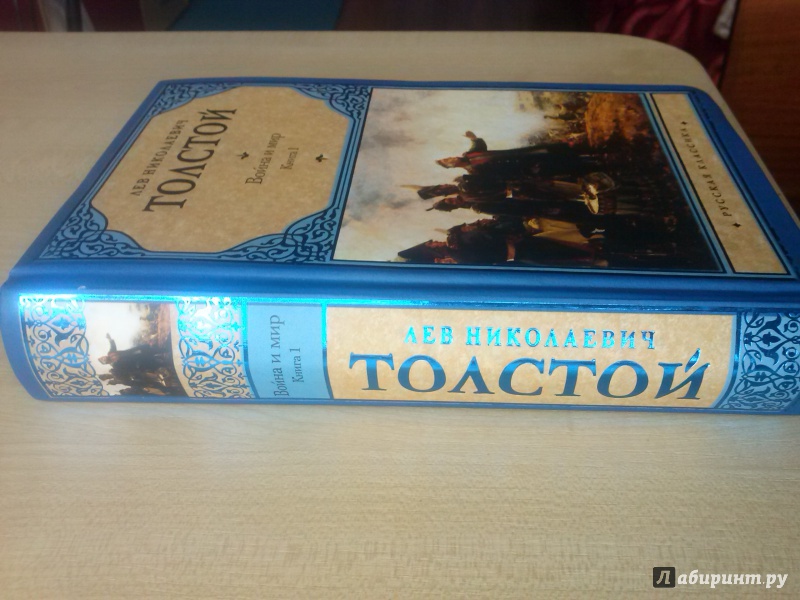 ЛЕВ НИКОЛАЕВИЧ
ТОЛСТОЙ
Война и мир
Книга 1
РУССКАЯ КЛАССИКА
Война и мир
Книга 1
ЛЕВ НИКОЛАЕВИЧ
ТОЛСТОЙ
Лабиринт.ру